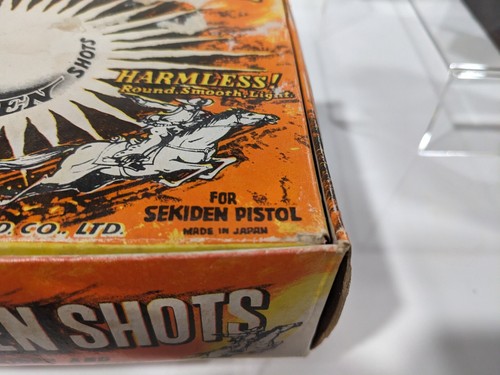 SHOTS
EN
HARMLESS!
Round.Smooth.Light.
FOR
SEKIDEN PISTOL
MADE IN JAPAN
D. CO., LTD.
EN SHOTS